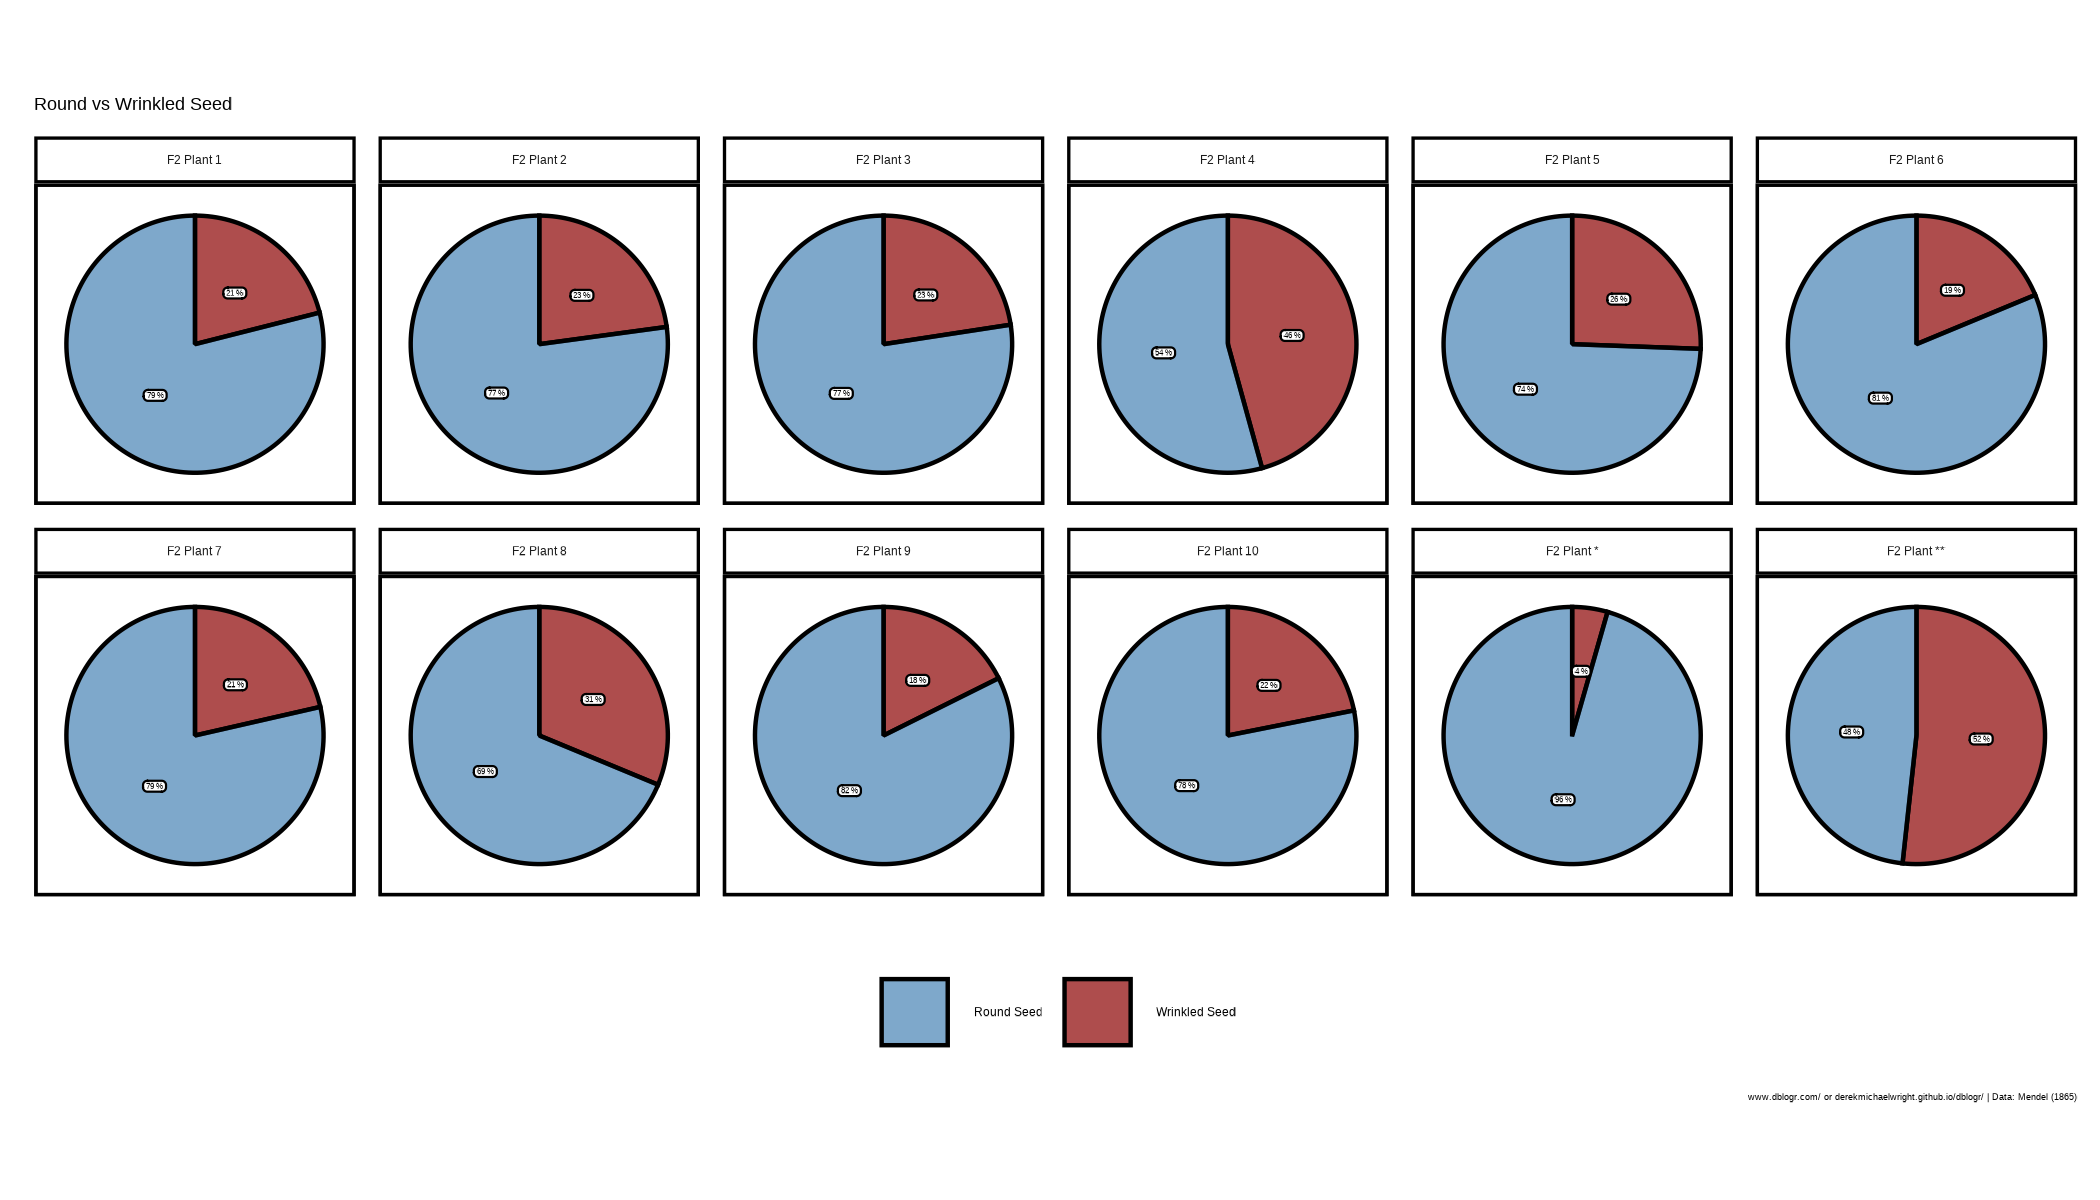 Round vs Wrinkled Seed
F2 Plant 1
F2 Plant 2
F2 Plant 3
F2 Plant 4
F2 Plant 5
F2 Plant 6
21 %
79 %
23 %
77 %
23 %
77 %
46 %
54 %
26 %
74 %
19 %
81 %
F2 Plant 7
F2 Plant 8
F2 Plant 9
F2 Plant 10
F2 Plant *
F2 Plant **
21 %
79 %
31 %
69 %
18 %
82 %
22 %
78 %
4 %
96 %
48 %
52 %
Round Seed
Wrinkled Seed
www.dblogr.com/ or derekmichaelwright.github.io/dblogr/ | Data: Mendel (1865)